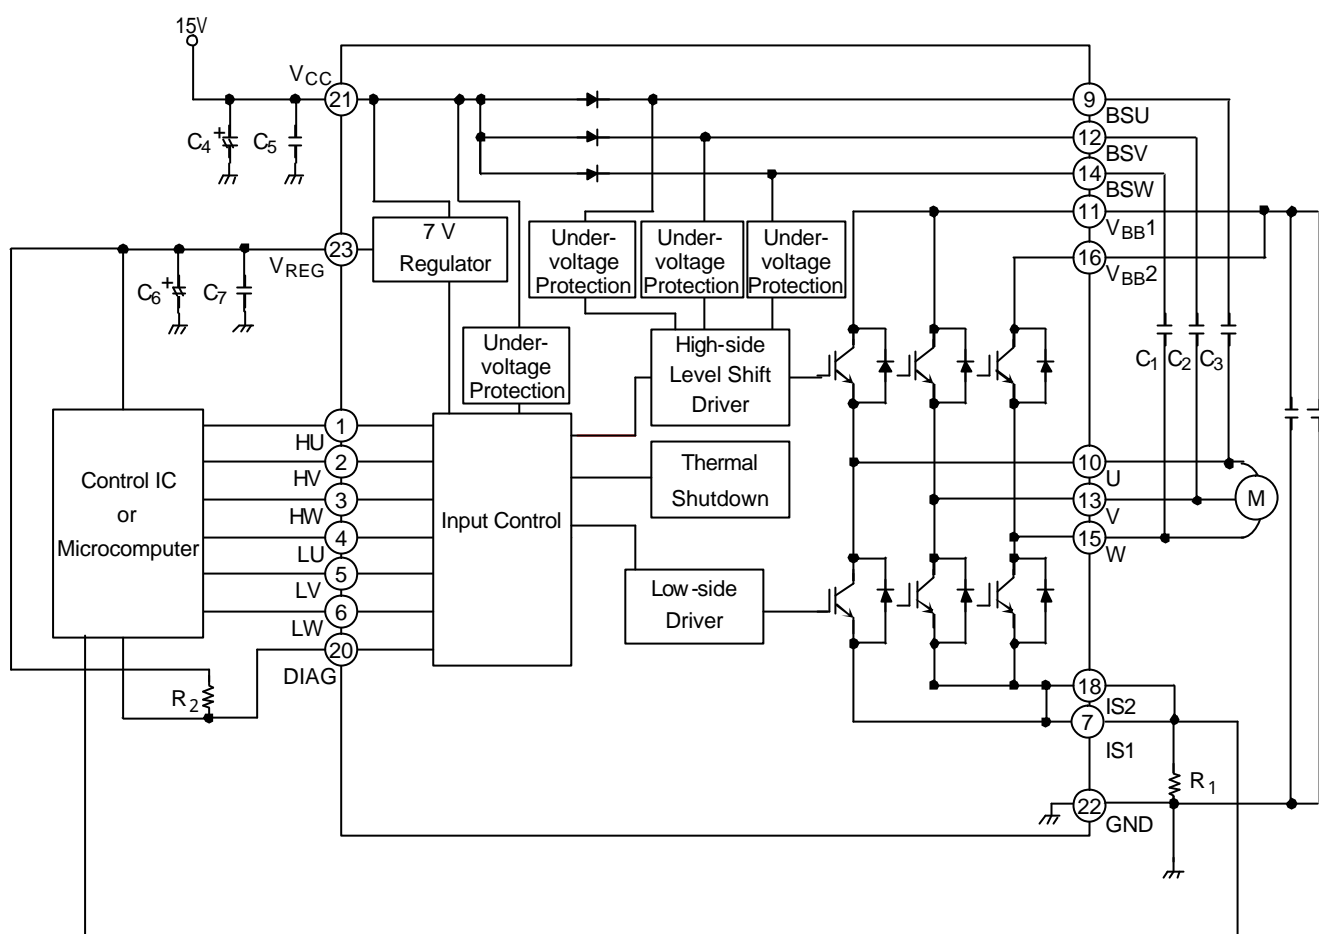 15V
VCC
21
9
BSU
12
BSV
14
BSW
11
VBB1
16
VBB2
C4
+
C5
7 V
Regulator
Under-
voltage
Protection
Under-
voltage
Protection
Under-
voltage
Protection
23
VREG
C6
+
C7
Under-
voltage
Protection
High-side
Level Shift
Driver
C1
C2
C3
Control IC
or
Microcomputer
1
HU
2
HV
3
HW
4
LU
5
LV
6
LW
20
DIAG
Input Control
Thermal
Shutdown
Low-side
Driver
10
U
13
V
15
W
M
R2
18
IS2
7
IS1
R1
22
GND